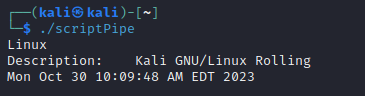 ┌──(kali㉿kali)-[~]
└─$ ./scriptPipe
Linux
Description:    Kali GNU/Linux Rolling
Mon Oct 30 10:09:48 AM EDT 2023